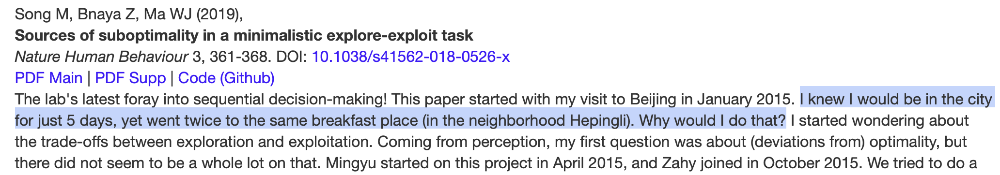 Song M, Bnaya Z, Ma WJ (2019),
Sources of suboptimality in a minimalistic explore-exploit task
Nature Human Behaviour 3, 361-368. DOI: 10.1038/s41562-018-0526-x
PDF Main | PDF Supp | Code (Github)
The lab's latest foray into sequential decision-making! This paper started with my visit to Beijing in January 2015. I knew I would be in the city
for just 5 days, yet went twice to the same breakfast place (in the neighborhood Hepingli). Why would I do that? I started wondering about
the trade-offs between exploration and exploitation. Coming from perception, my first question was about (deviations from) optimality, but
there did not seem to be a whole lot on that. Mingyu started on this project in April 2015, and Zahy joined in October 2015. We tried to do a